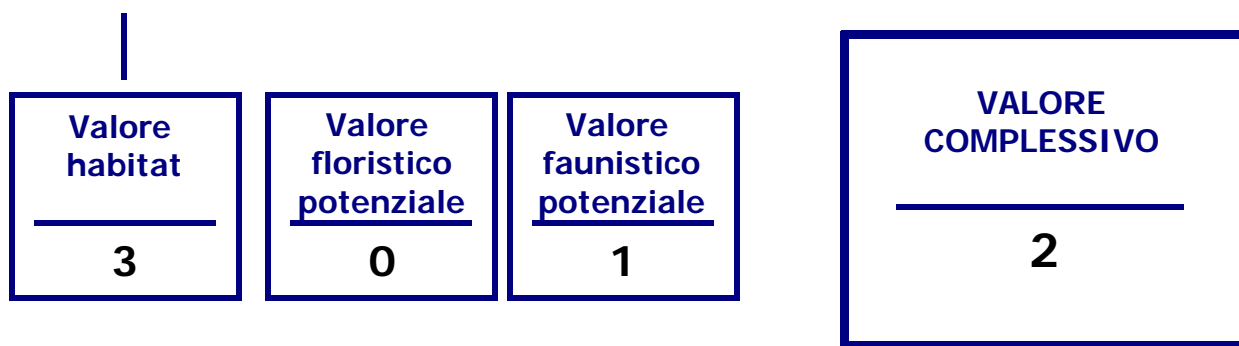 Valore
habitat
3
Valore
floristico
potenziale
0
Valore
faunistico
potenziale
1
VALORE
COMPLESSIVO
2